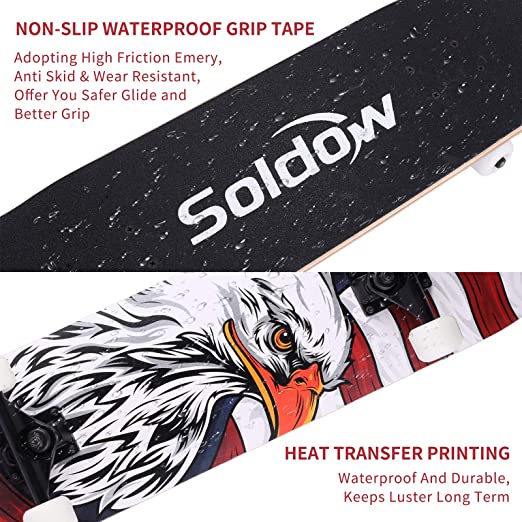 NON-SLIP WATERPROOF GRIP TAPE
Adopting High Friction Emery,
Anti Skid & Wear Resistant,
Offer You Safer Glide and
Better Grip
Soldow
HEAT TRANSFER PRINTING
Waterproof And Durable,
Keeps Luster Long Term